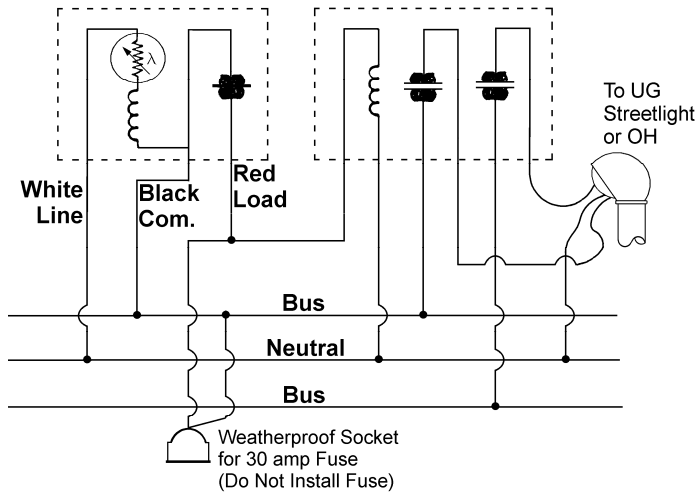 To UG
Streetlight
or OH
White
Line
Black
Com.
Red
Load
λ
Bus
Neutral
Bus
Weatherproof Socket
for 30 amp Fuse
(Do Not Install Fuse)